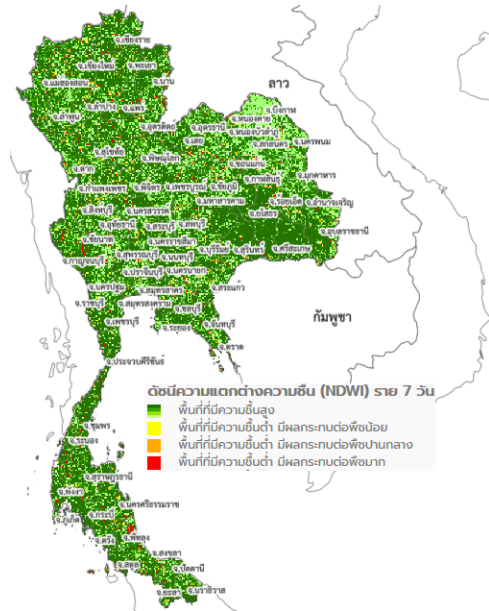 จ.เชียงราย
จ.เชียงใหม่ จ.พะเยา
จ.แม่ฮ่องสอน จ.น่าน
ลาว
จ.ลำปาง จ.แพร่
จ.บึงกาฬ
จ.ลำพูน
จ.หนองคาย
จ.อุตรดิตถ์ จ.อุดรธานี
จ.หนองบัวลำภู
จ.เลย จ.สกลนคร จ.นครพนม
จ.สุโขทัย
จ.พิษณุโลก จ.ขอนแก่น
จ.ตาก จ.กาฬสินธุ์ จ.มุกดาหาร
จ.กำแพงเพชร จ.พิจิตร จ.เพชรบูรณ์ จ.ชัยภูมิ
จ.มหาสารคาม จ.ร้อยเอ็ด จ.อำนาจเจริญ
จ.สิงห์บุรี จ.นครสวรรค์ จ.ยโสธร
จ.อุทัยธานี จ.สระบุรี จ.ลพบุรี
จ.อุบลราชธานี
จ.ชัยนาท จ.นครราชสีมา
จ.บุรีรัมย์ จ.สุรินทร์ จ.ศรีสะเกษ
จ.กาญจนบุรี จ.สุพรรณบุรี จ.นนทบุรี
จ.ปราจีนบุรี จ.นครนายก
จ.นครปฐม จ.สมุทรสาคร จ.สระแก้ว
จ.ราชบุรี จ.สมุทรสงคราม
จ.ชลบุรี
จ.เพชรบุรี จ.ระยอง จ.จันทบุรี
กัมพูชา
จ.ตราด
จ.ประจวบคีรีขันธ์
ดัชนีความแตกต่างความชื้น (NDWI) ราย 7 วัน
พื้นที่ที่มีความชื้นสูง
พื้นที่ที่มีความชื้นต่ำ มีผลกระทบต่อพืชน้อย
พื้นที่ที่มีความชื้นต่ำ มีผลกระทบต่อพืชปานกลาง
พื้นที่ที่มีความชื้นต่ำ มีผลกระทบต่อพืชมาก
จ.ชุมพร
จ.ระนอง
จ.สุราษฎร์ธานี
จ.พังงา
จ.นครศรีธรรมราช
จ.ภูเก็ต จ.กระบี่
จ.ตรัง จ.พัทลุง
จ.สงขลา
จ.สตูล จ.ปัตตานี
จ.ยะลา จ.นราธิวาส